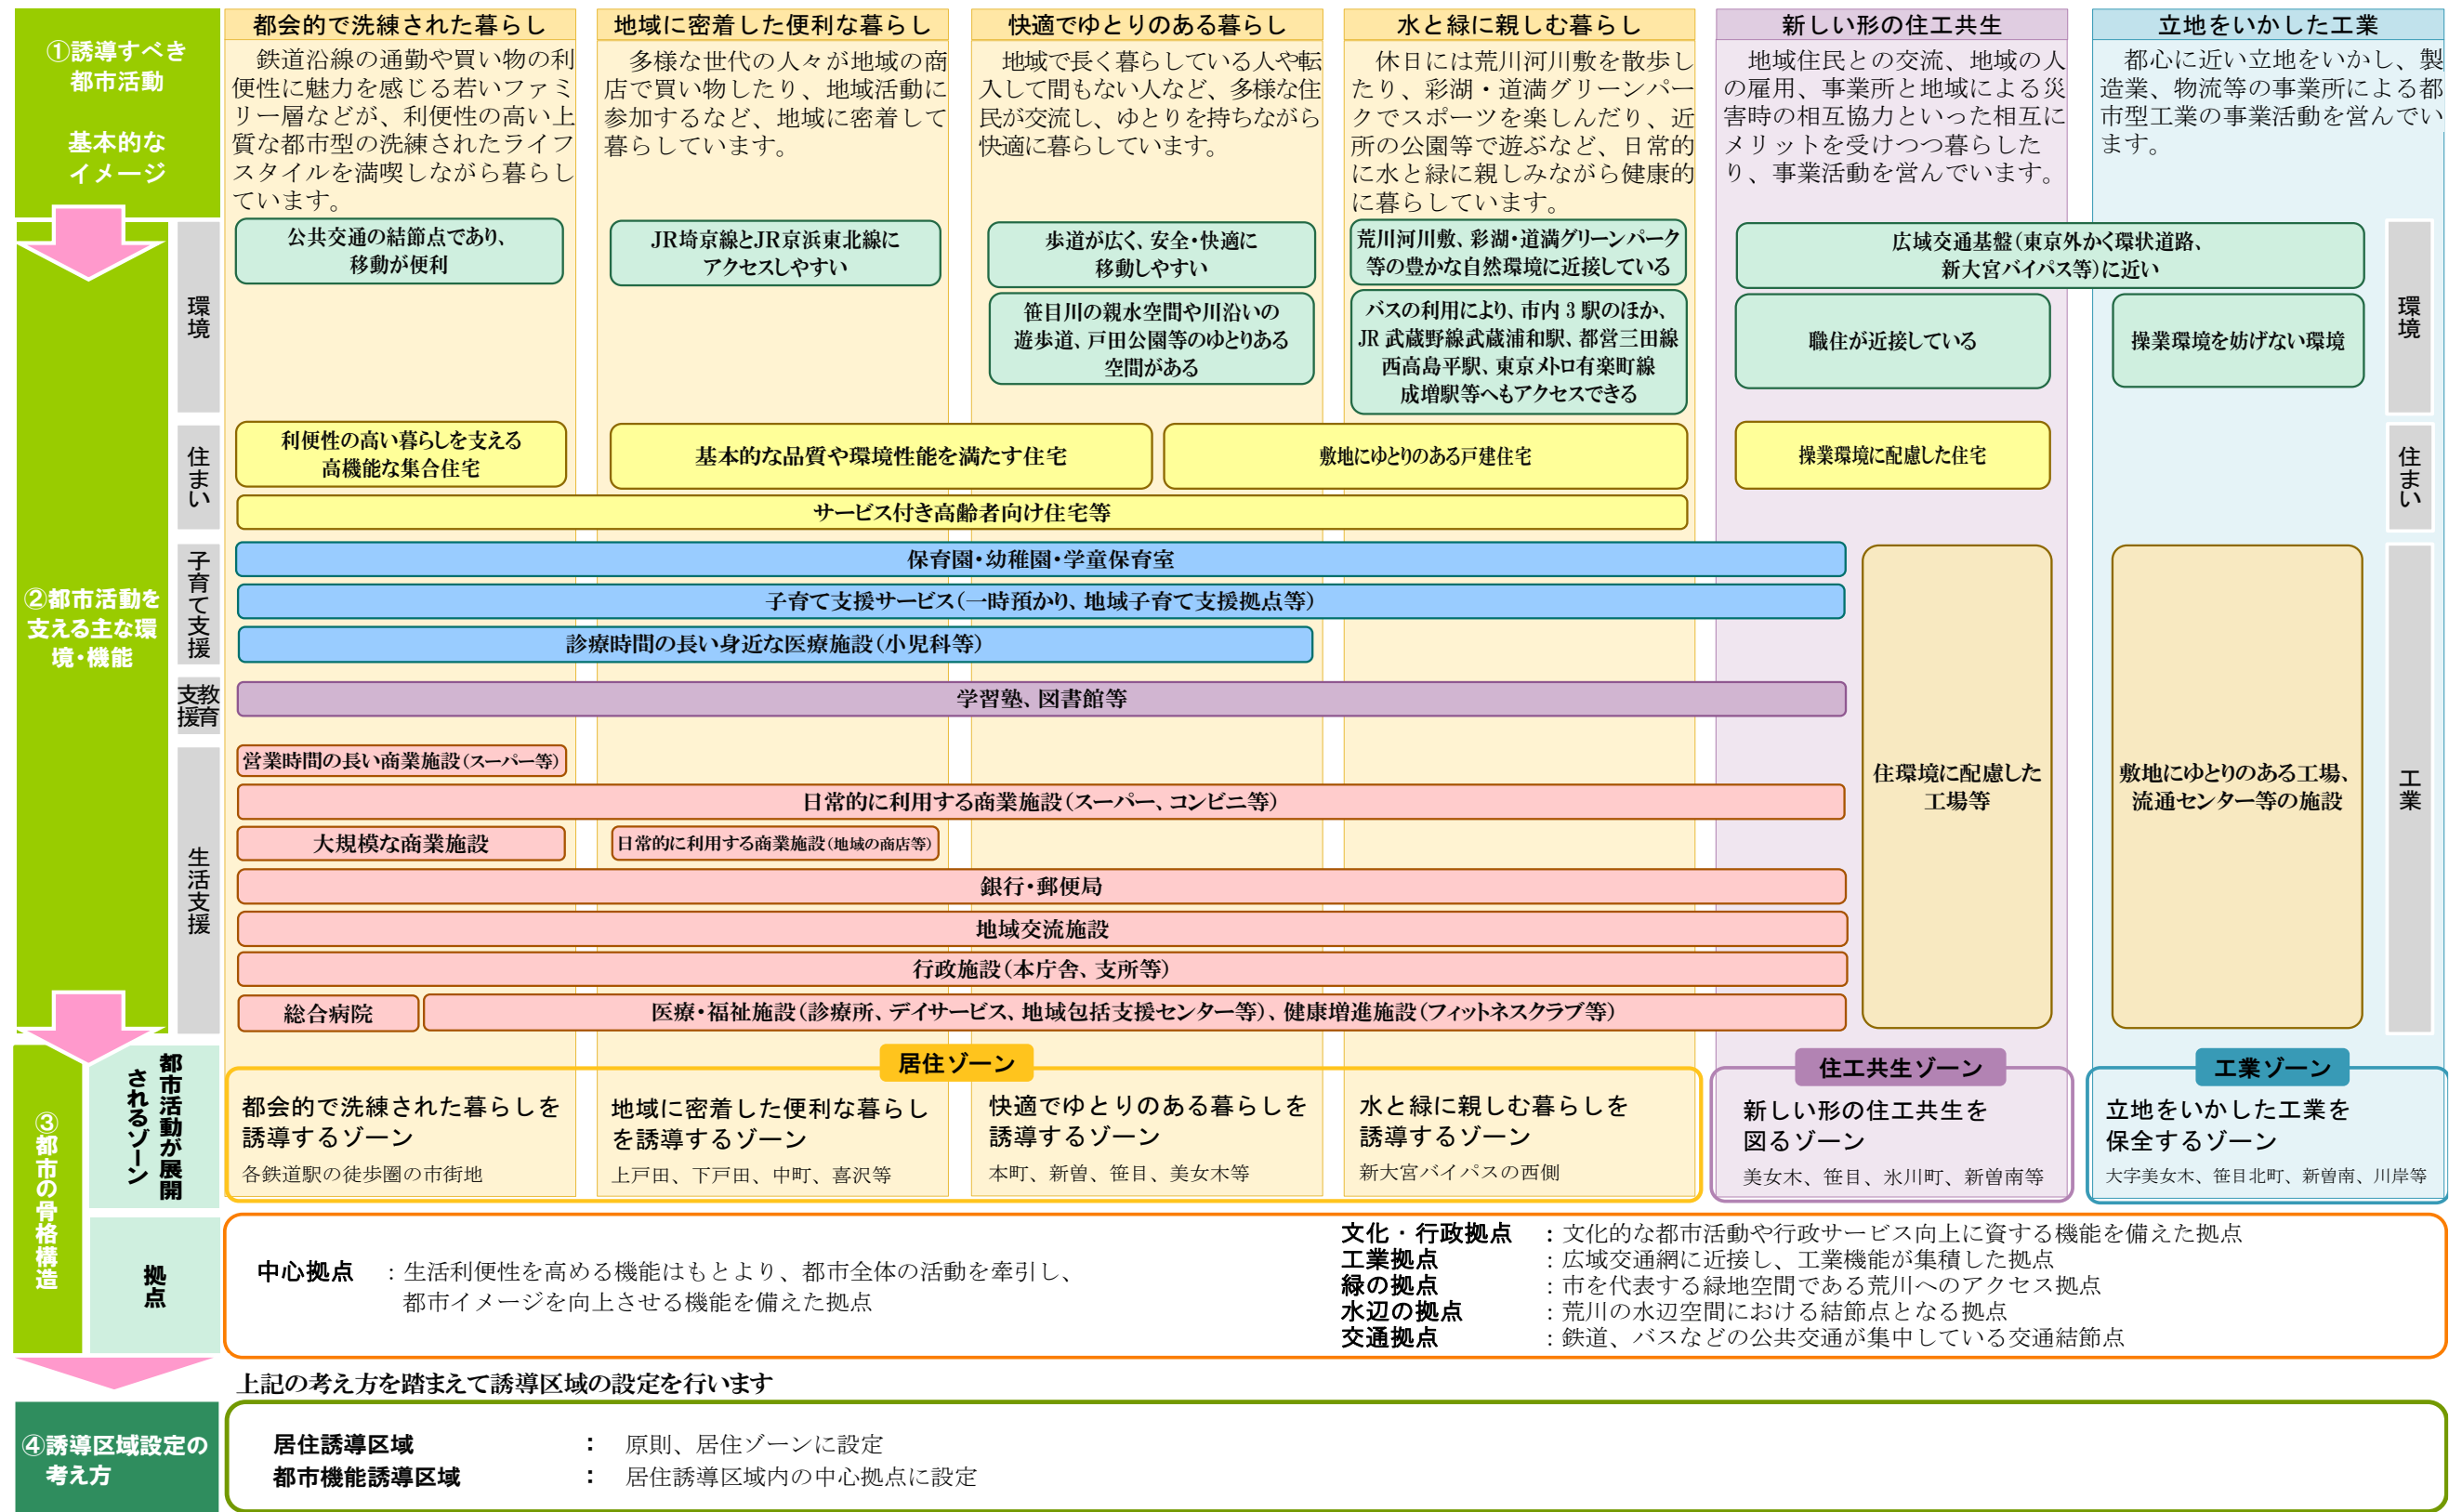 ①誘導すべき
都市活動
基本的な
イメージ
都会的で洗練された暮らし
鉄道沿線の通勤や買い物の利
便性に魅力を感じる若いファミ
リー層などが、利便性の高い上
質な都市型の洗練されたライフ
スタイルを満喫しながら暮らし
ています。
地域に密着した便利な暮らし
多様な世代の人々が地域の商
店で買い物したり、地域活動に
参加するなど、地域に密着して
暮らしています。
快適でゆとりのある暮らし
地域で長く暮らしている人や転
入して間もない人など、多様な住
民が交流し、ゆとりを持ちながら
快適に暮らしています。
水と緑に親しむ暮らし
休日には荒川河川敷を散歩し
たり、彩湖・道満グリーンパー
クでスポーツを楽しんだり、近
所の公園等で遊ぶなど、日常的
に水と緑に親しみながら健康的
に暮らしています。
新しい形の住工共生
地域住民との交流、地域の人
の雇用、事業所と地域による災
害時の相互協力といった相互に
メリットを受けつつ暮らした
り、事業活動を営んでいます。
立地をいかした工業
都心に近い立地をいかし、製
造業、物流等の事業所による都
市型工業の事業活動を営んでい
ます。
②都市活動を
支える主な環
境・機能
環境
公共交通の結節点であり、
移動が便利
JR埼京線とJR京浜東北線に
アクセスしやすい
歩道が広く、安全・快適に
移動しやすい
笹目川の親水空間や川沿いの
遊歩道、戸田公園等のゆとりある
空間がある
荒川河川敷、彩湖・道満グリーンパーク
等の豊かな自然環境に近接している
バスの利用により、市内3駅のほか、
JR武蔵野線武蔵浦和駅、都営三田線
西高島平駅、東京メトロ有楽町線
成増駅等へもアクセスできる
広域交通基盤（東京外かく環状道路、
新大宮バイパス等）に近い
職住が近接している
操業環境を妨げない環境
環境
住まい
利便性の高い暮らしを支える
高機能な集合住宅
基本的な品質や環境性能を満たす住宅
敷地にゆとりのある戸建住宅
操業環境に配慮した住宅
サービス付き高齢者向け住宅等
住まい
子育て支援
保育園・幼稚園・学童保育室
子育て支援サービス（一時預かり、地域子育て支援拠点等）
診療時間の長い身近な医療施設（小児科等）
教育支援
学習塾、図書館等
生活支援
営業時間の長い商業施設（スーパー等）
日常的に利用する商業施設（スーパー、コンビニ等）
大規模な商業施設
日常的に利用する商業施設（地域の商店等）
銀行・郵便局
地域交流施設
行政施設（本庁舎、支所等）
総合病院
医療・福祉施設（診療所、デイサービス、地域包括支援センター等）、健康増進施設（フィットネスクラブ等）
住環境に配慮した
工場等
敷地にゆとりのある工場、
流通センター等の施設
工業
③都市の骨格構造
都市活動が展開
されるゾーン
居住ゾーン
都会的で洗練された暮らしを
誘導するゾーン
各鉄道駅の徒歩圏の市街地
地域に密着した便利な暮らし
を誘導するゾーン
上戸田、下戸田、中町、喜沢等
快適でゆとりのある暮らしを
誘導するゾーン
本町、新曽、笹目、美女木等
水と緑に親しむ暮らしを
誘導するゾーン
新大宮バイパスの西側
住工共生ゾーン
新しい形の住工共生を
図るゾーン
美女木、笹目、氷川町、新曽南等
工業ゾーン
立地をいかした工業を
保全するゾーン
大字美女木、笹目北町、新曽南、川岸等
拠点
中心拠点 ：生活利便性を高める機能はもとより、都市全体の活動を牽引し、
都市イメージを向上させる機能を備えた拠点
文化・行政拠点 ：文化的な都市活動や行政サービス向上に資する機能を備えた拠点
工業拠点 ：広域交通網に近接し、工業機能が集積した拠点
緑の拠点 ：市を代表する緑地空間である荒川へのアクセス拠点
水辺の拠点 ：荒川の水辺空間における結節点となる拠点
交通拠点 ：鉄道、バスなどの公共交通が集中している交通結節点
上記の考え方を踏まえて誘導区域の設定を行います
④誘導区域設定の
考え方
居住誘導区域 ： 原則、居住ゾーンに設定
都市機能誘導区域 ： 居住誘導区域内の中心拠点に設定